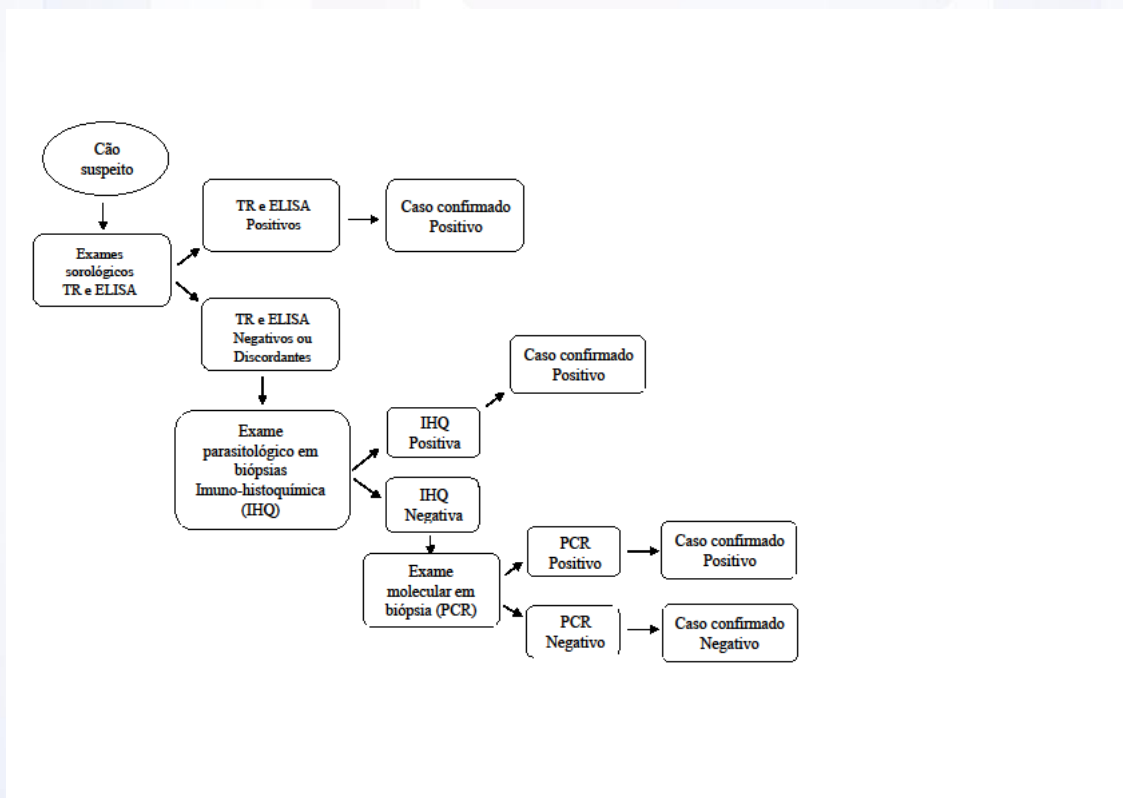 Cão
suspeito
Exames
sorológicos
TR e ELISA
TR e ELISA
Positivos
Caso confirmado
Positivo
TR e ELISA
Negativos ou
Discordantes
Exame
parasitológico em
biópsias
Imuno-histoquímica
(IHQ)
IHQ
Positiva
Caso confirmado
Positivo
IHQ
Negativa
Exame
molecular em
biópsia (PCR)
PCR
Positivo
Caso confirmado
Positivo
PCR
Negativo
Caso confirmado
Negativo